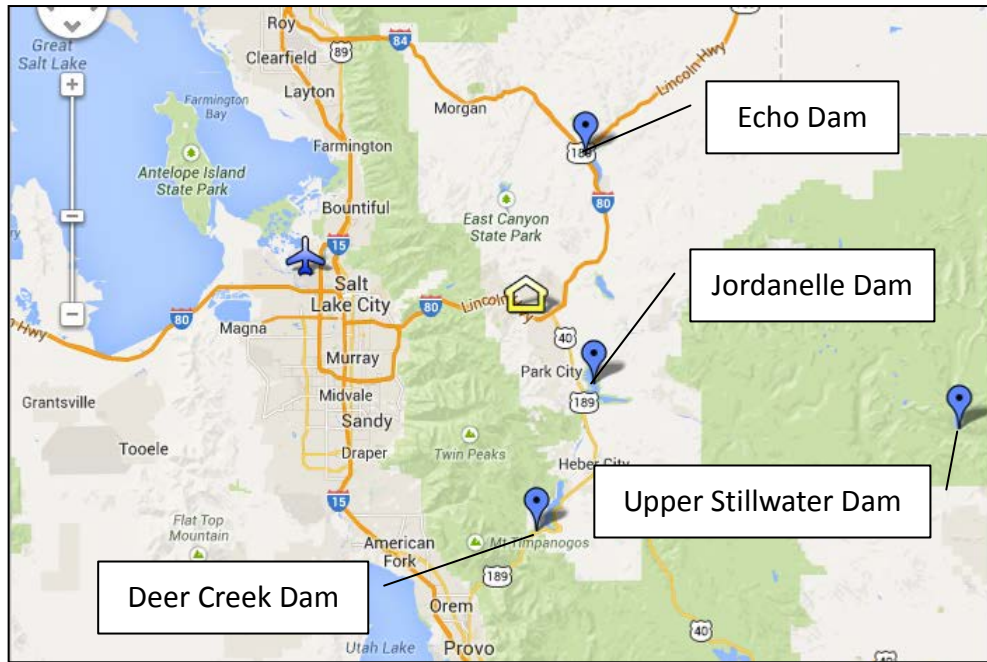 Great
Salt Lake
Roy
Clearfield
89
84
Lincoln Hwy
Layton
Farmington
Bay
Morgan
Echo Dam
Farmington
189
Antelope Island
State Park
Bountiful
80
East Canyon
State Park
15
Salt
Lake City
Jordanelle Dam
80
Lincoln
80
Magna
40
Murray
Park City
Midvale
189
Grantsville
Sandy
Tooele
Draper
Twin Peaks
Heber City
15
Upper Stillwater Dam
Flat Top
Mountain
American
Fork
Mt Timpanogos
189
Deer Creek Dam
Orem
40
Utah Lake
Provo